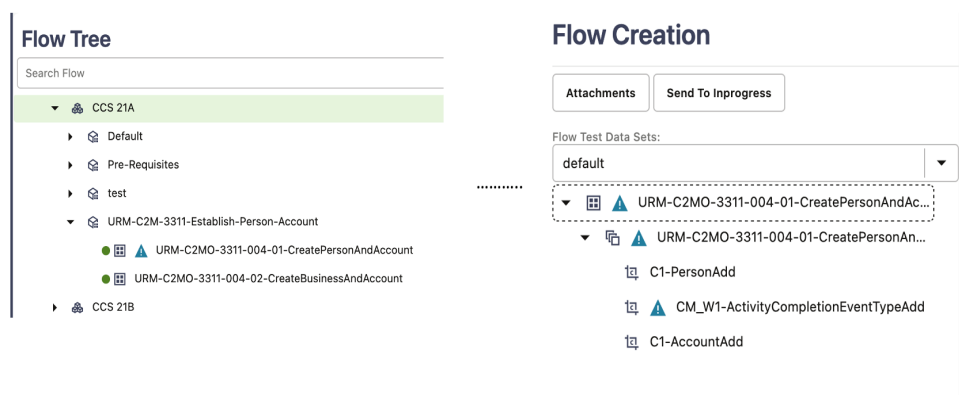 Flow Tree
Search Flow
CCS 21A
Default
Pre-Requisites
test
URM-C2M-3311-Establish-Person-Account
URM-C2MO-3311-004-01-CreatePersonAndAccount
URM-C2MO-3311-004-02-CreateBusinessAndAccount
CCS 21B
Flow Creation
Attachments
Send To Inprogress
Flow Test Data Sets:
default
URM-C2MO-3311-004-01-CreatePersonAndAc...
URM-C2MO-3311-004-01-CreatePersonAn...
C1-PersonAdd
CM_W1-ActivityCompletionEventTypeAdd
C1-AccountAdd